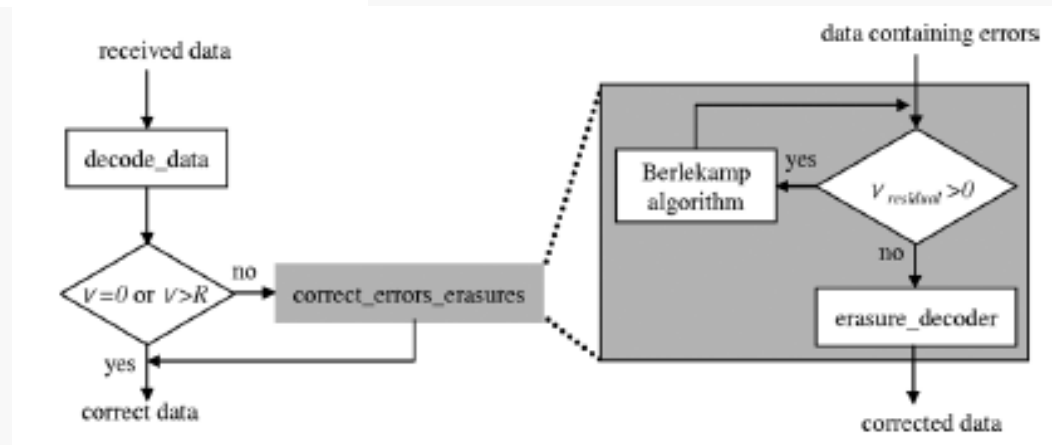 received data
decode_data
V=0 or V>R
no
correct_errors_erasures
yes
correct data
data containing errors
Berlekamp
algorithm
yes
V residual >0
no
erasure_decoder
corrected data